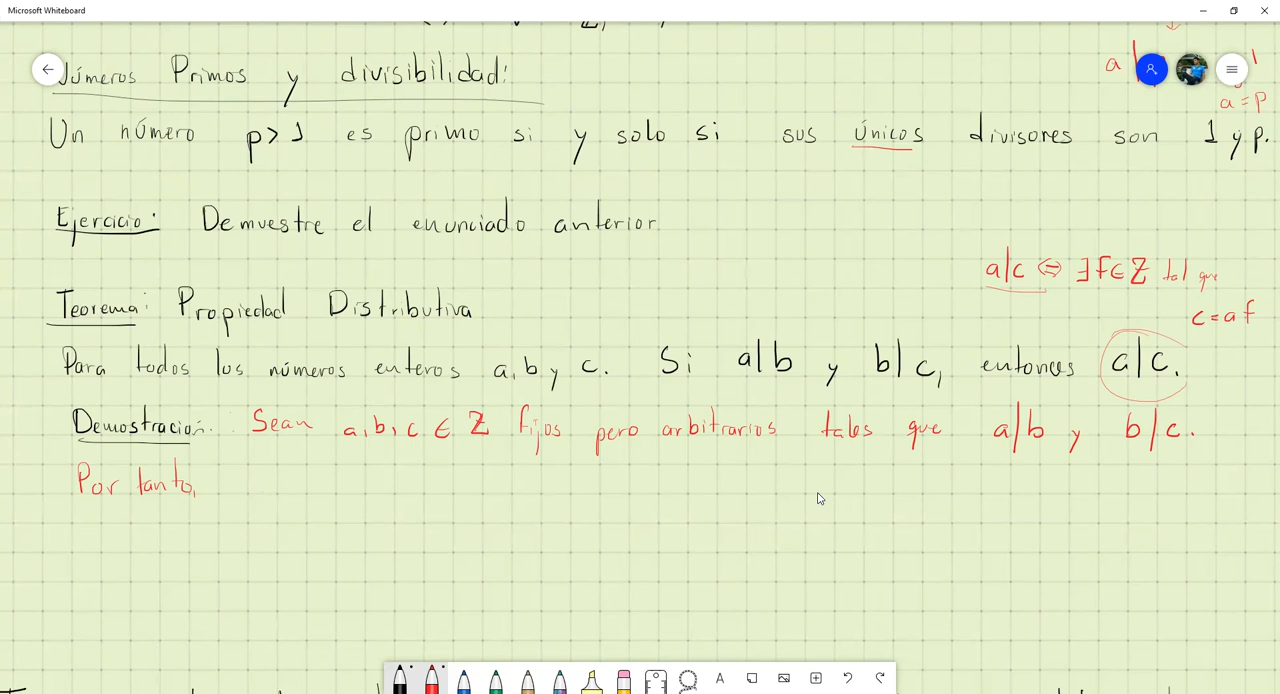 Microsoft Whiteboard
Números Primos y divisibilidad:
a = p
Un número p > 1 es primo si y solo si sus únicos divisores son 1 y p.
Ejercicio: Demuestre el enunciado anterior.
a|c ⇔ ∃ f ∈ ℤ tal que
c = a f
Teorema: Propiedad Distributiva
Para todos los números enteros a, b y c. Si a|b y b|c, entonces a|c.
Demostración: Sean a, b, c ∈ ℤ fijos pero arbitrarios tales que a|b y b|c.
Por tanto,